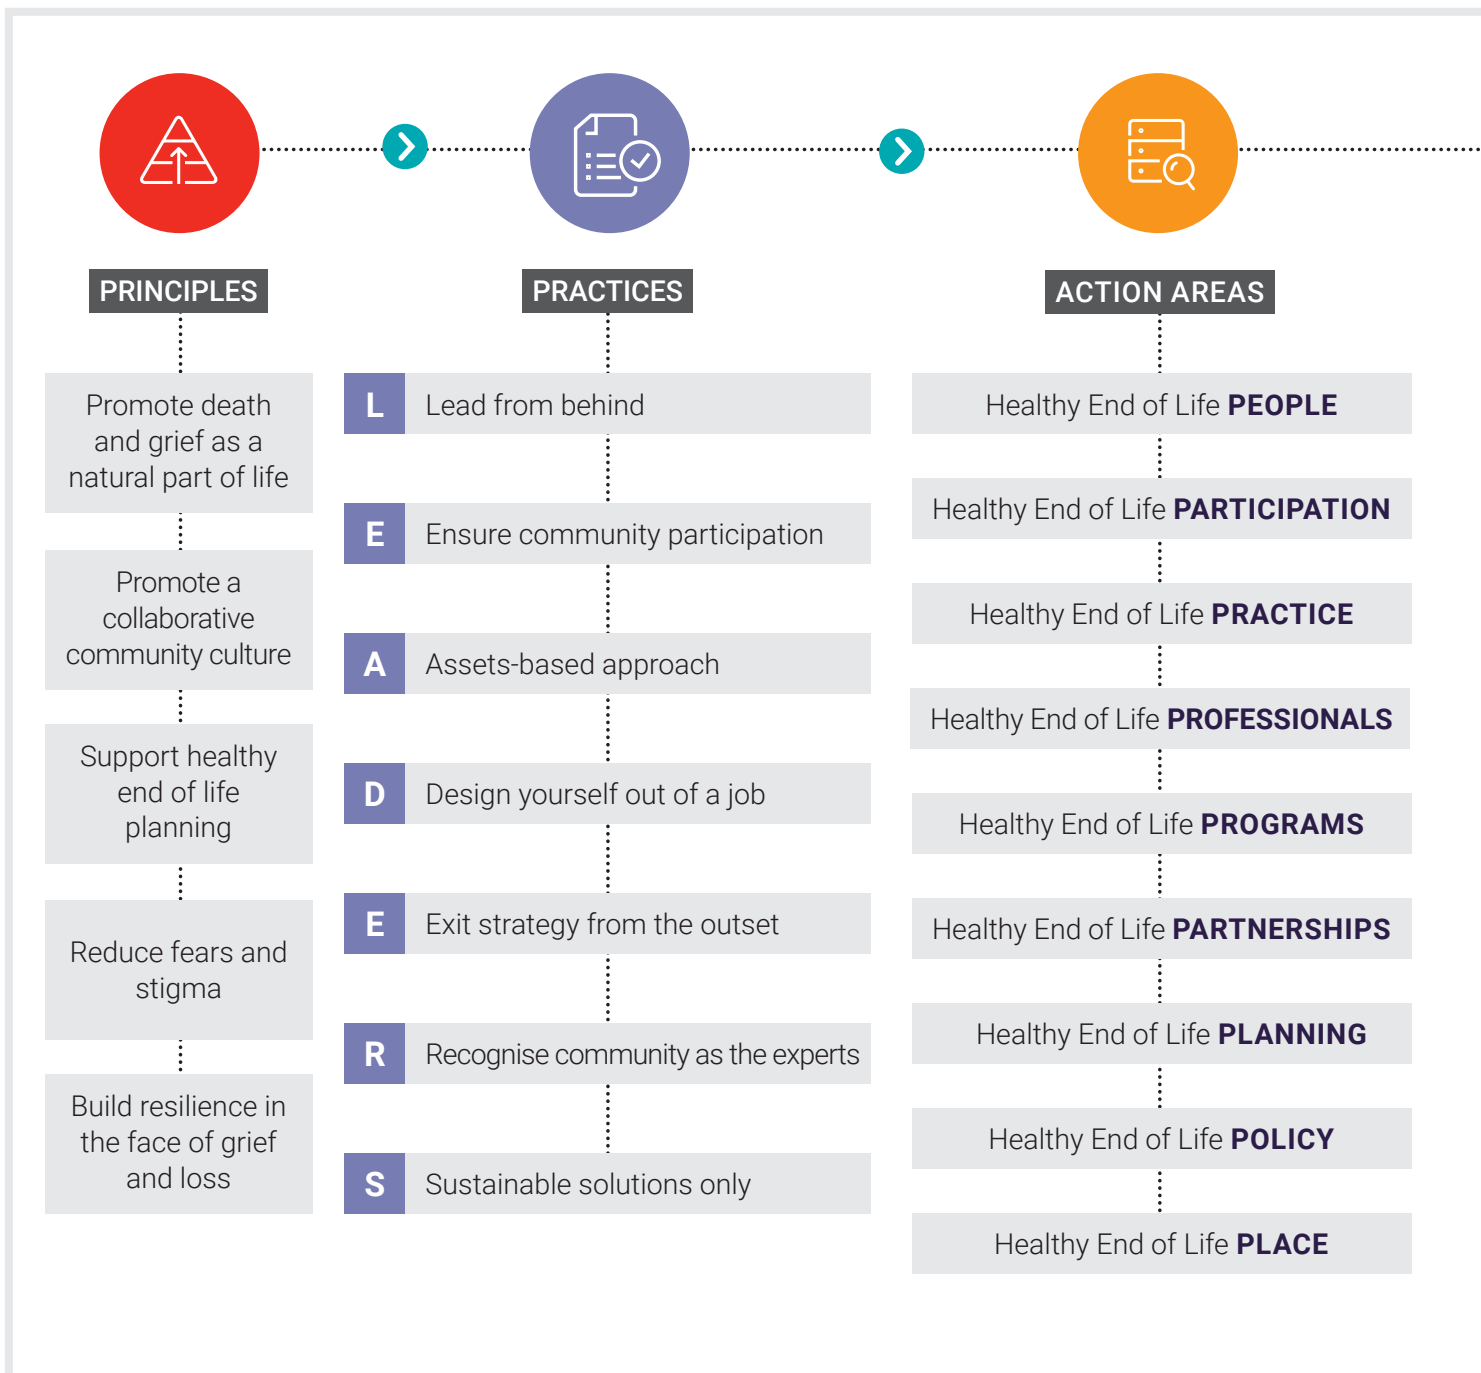 PRINCIPLES
Promote death
and grief as a
natural part of life
Promote a
collaborative
community culture
Support healthy
end of life
planning
Reduce fears and
stigma
Build resilience in
the face of grief
and loss
PRACTICES
L Lead from behind
E Ensure community participation
A Assets-based approach
D Design yourself out of a job
E Exit strategy from the outset
R Recognise community as the experts
S Sustainable solutions only
ACTION AREAS
Healthy End of Life PEOPLE
Healthy End of Life PARTICIPATION
Healthy End of Life PRACTICE
Healthy End of Life PROFESSIONALS
Healthy End of Life PROGRAMS
Healthy End of Life PARTNERSHIPS
Healthy End of Life PLANNING
Healthy End of Life POLICY
Healthy End of Life PLACE